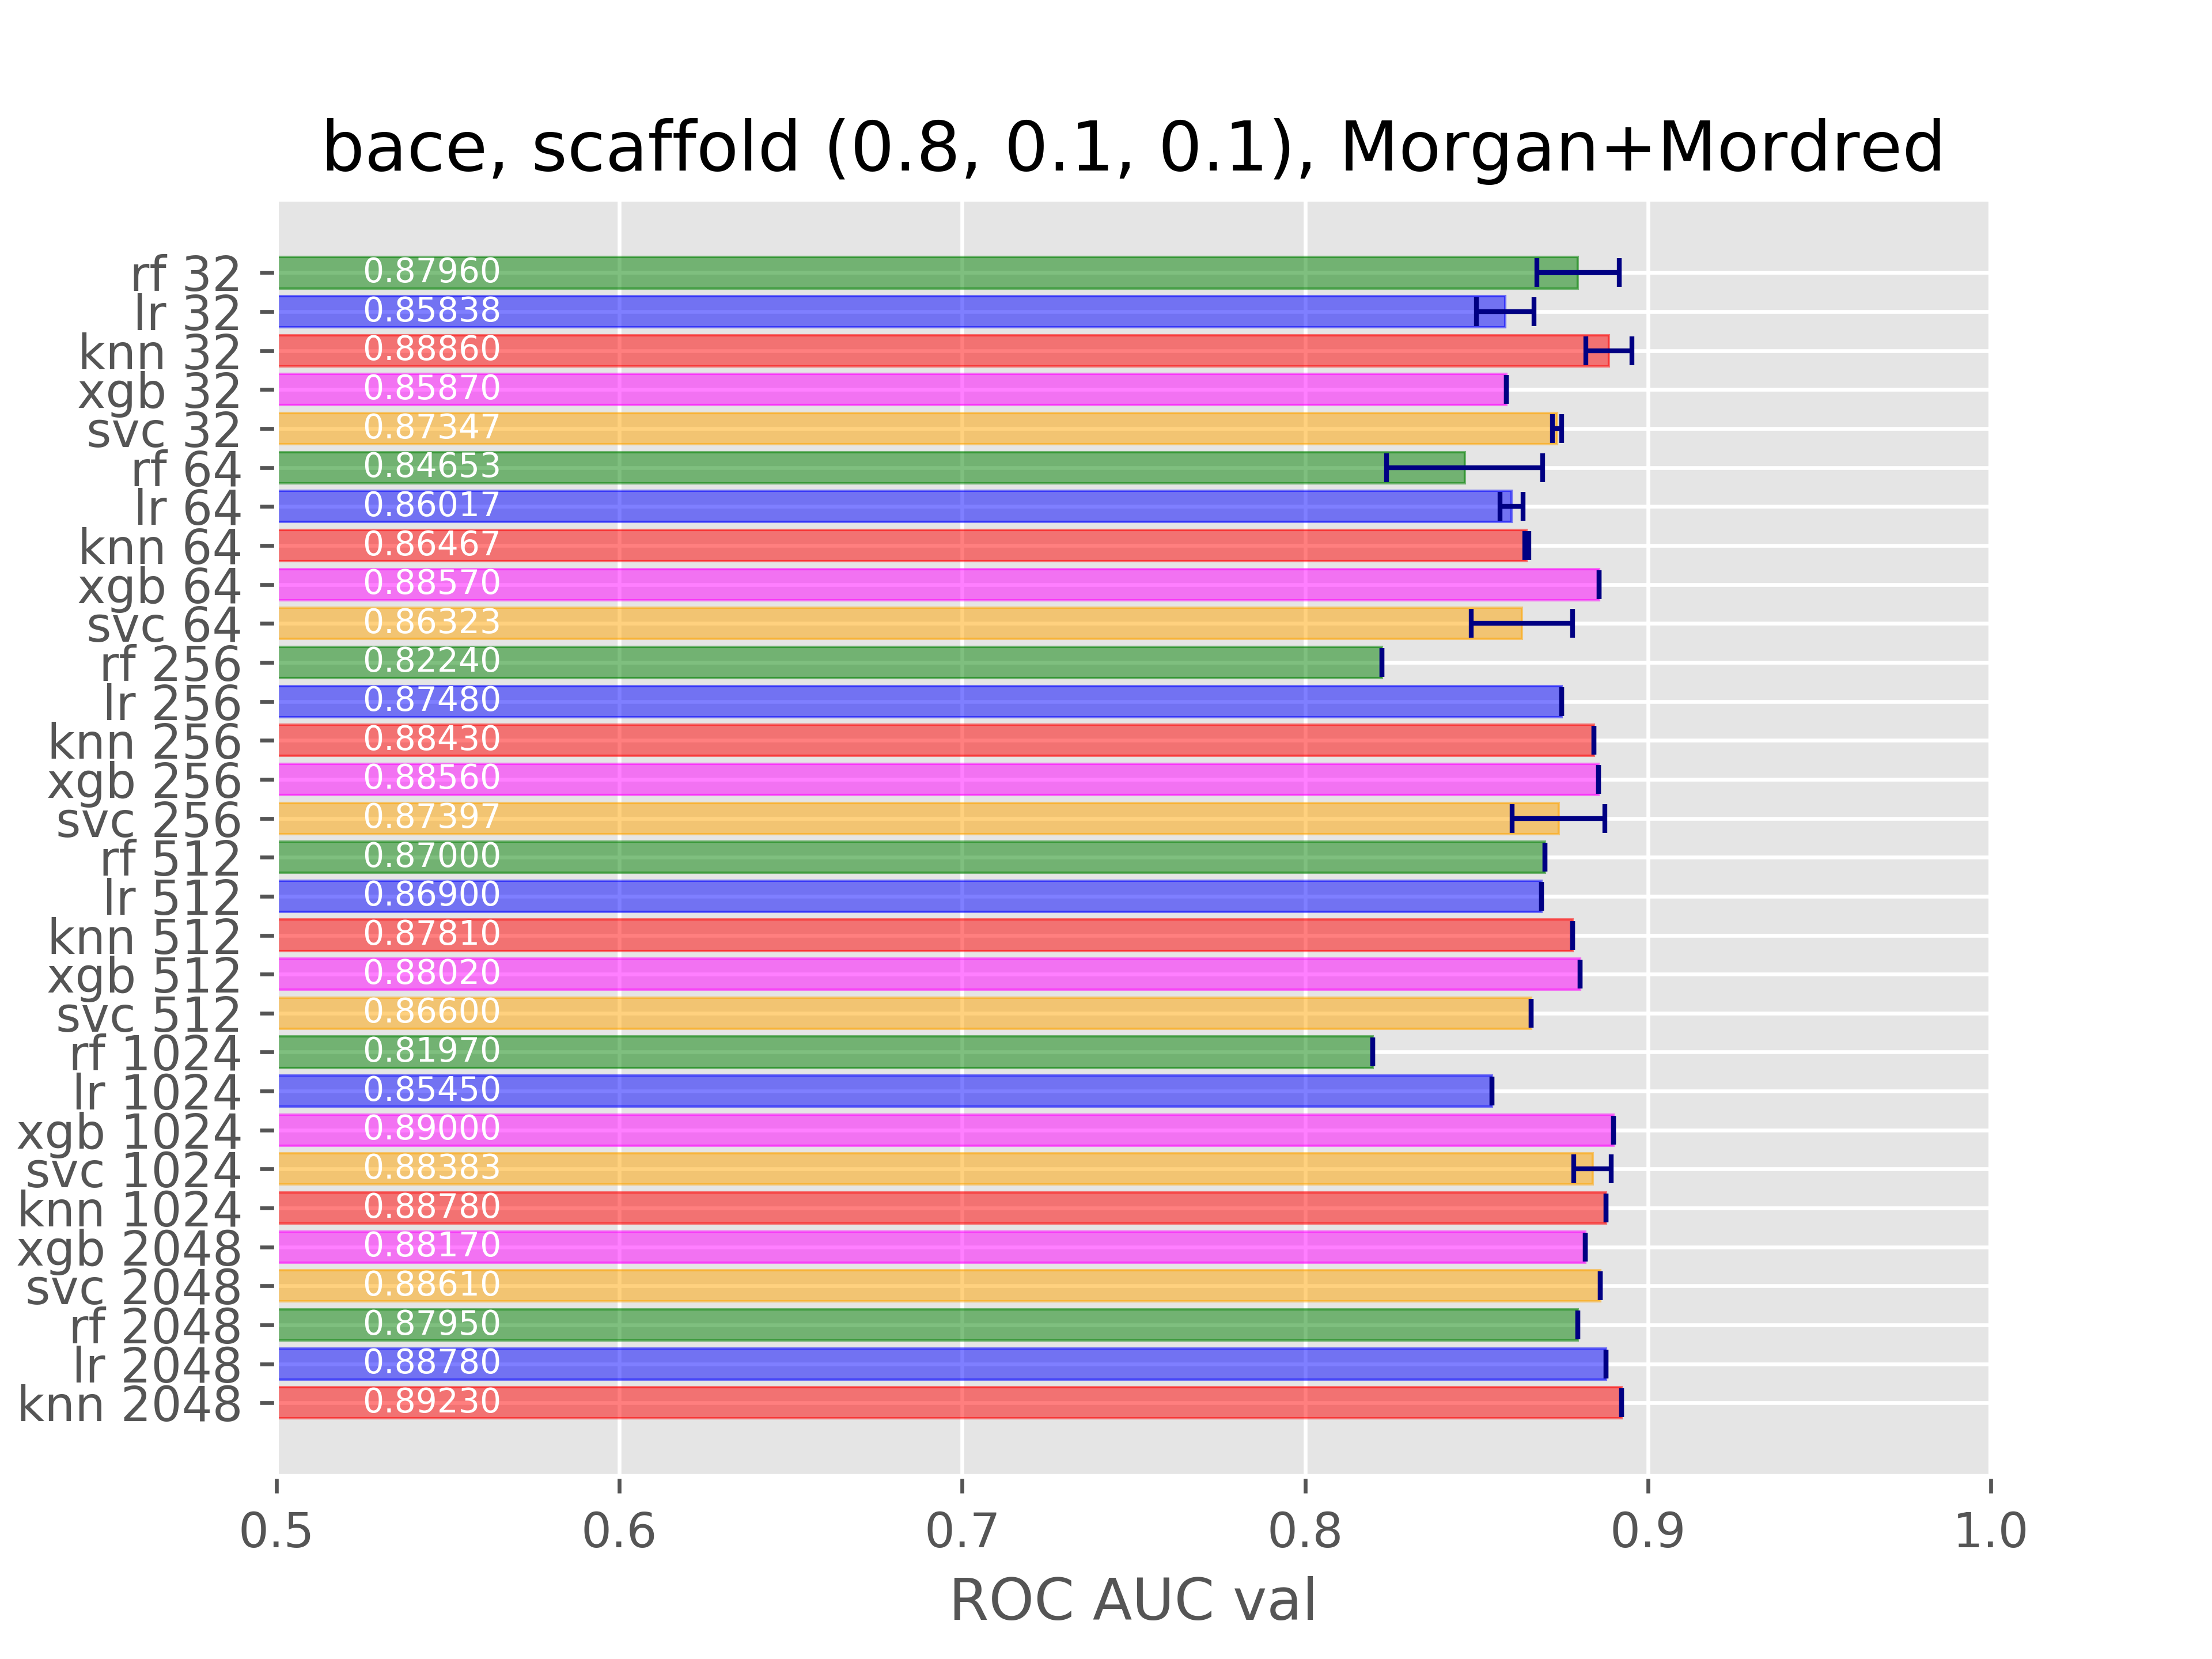 bace, scaffold (0.8, 0.1, 0.1), Morgan+Mordred
rf 32 0.87960
lr 32 0.85838
knn 32 0.88860
xgb 32 0.85870
svc 32 0.87347
rf 64 0.84653
lr 64 0.86017
knn 64 0.86467
xgb 64 0.88570
svc 64 0.86323
rf 256 0.82240
lr 256 0.87480
knn 256 0.88430
xgb 256 0.88560
svc 256 0.87397
rf 512 0.87000
lr 512 0.86900
knn 512 0.87810
xgb 512 0.88020
svc 512 0.86600
rf 1024 0.81970
lr 1024 0.85450
xgb 1024 0.89000
svc 1024 0.88383
knn 1024 0.88780
xgb 2048 0.88170
svc 2048 0.88610
rf 2048 0.87950
lr 2048 0.88780
knn 2048 0.89230
0.5 0.6 0.7 0.8 0.9 1.0
ROC AUC val